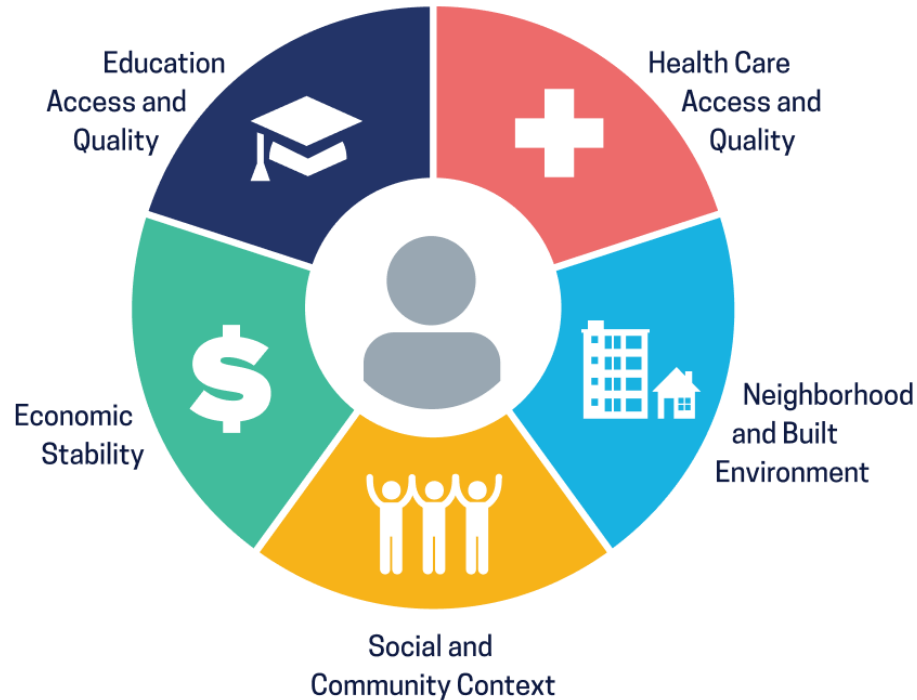 Education
Access and
Quality
Health Care
Access and
Quality
Economic
Stability
Neighborhood
and Built
Environment
Social and
Community Context